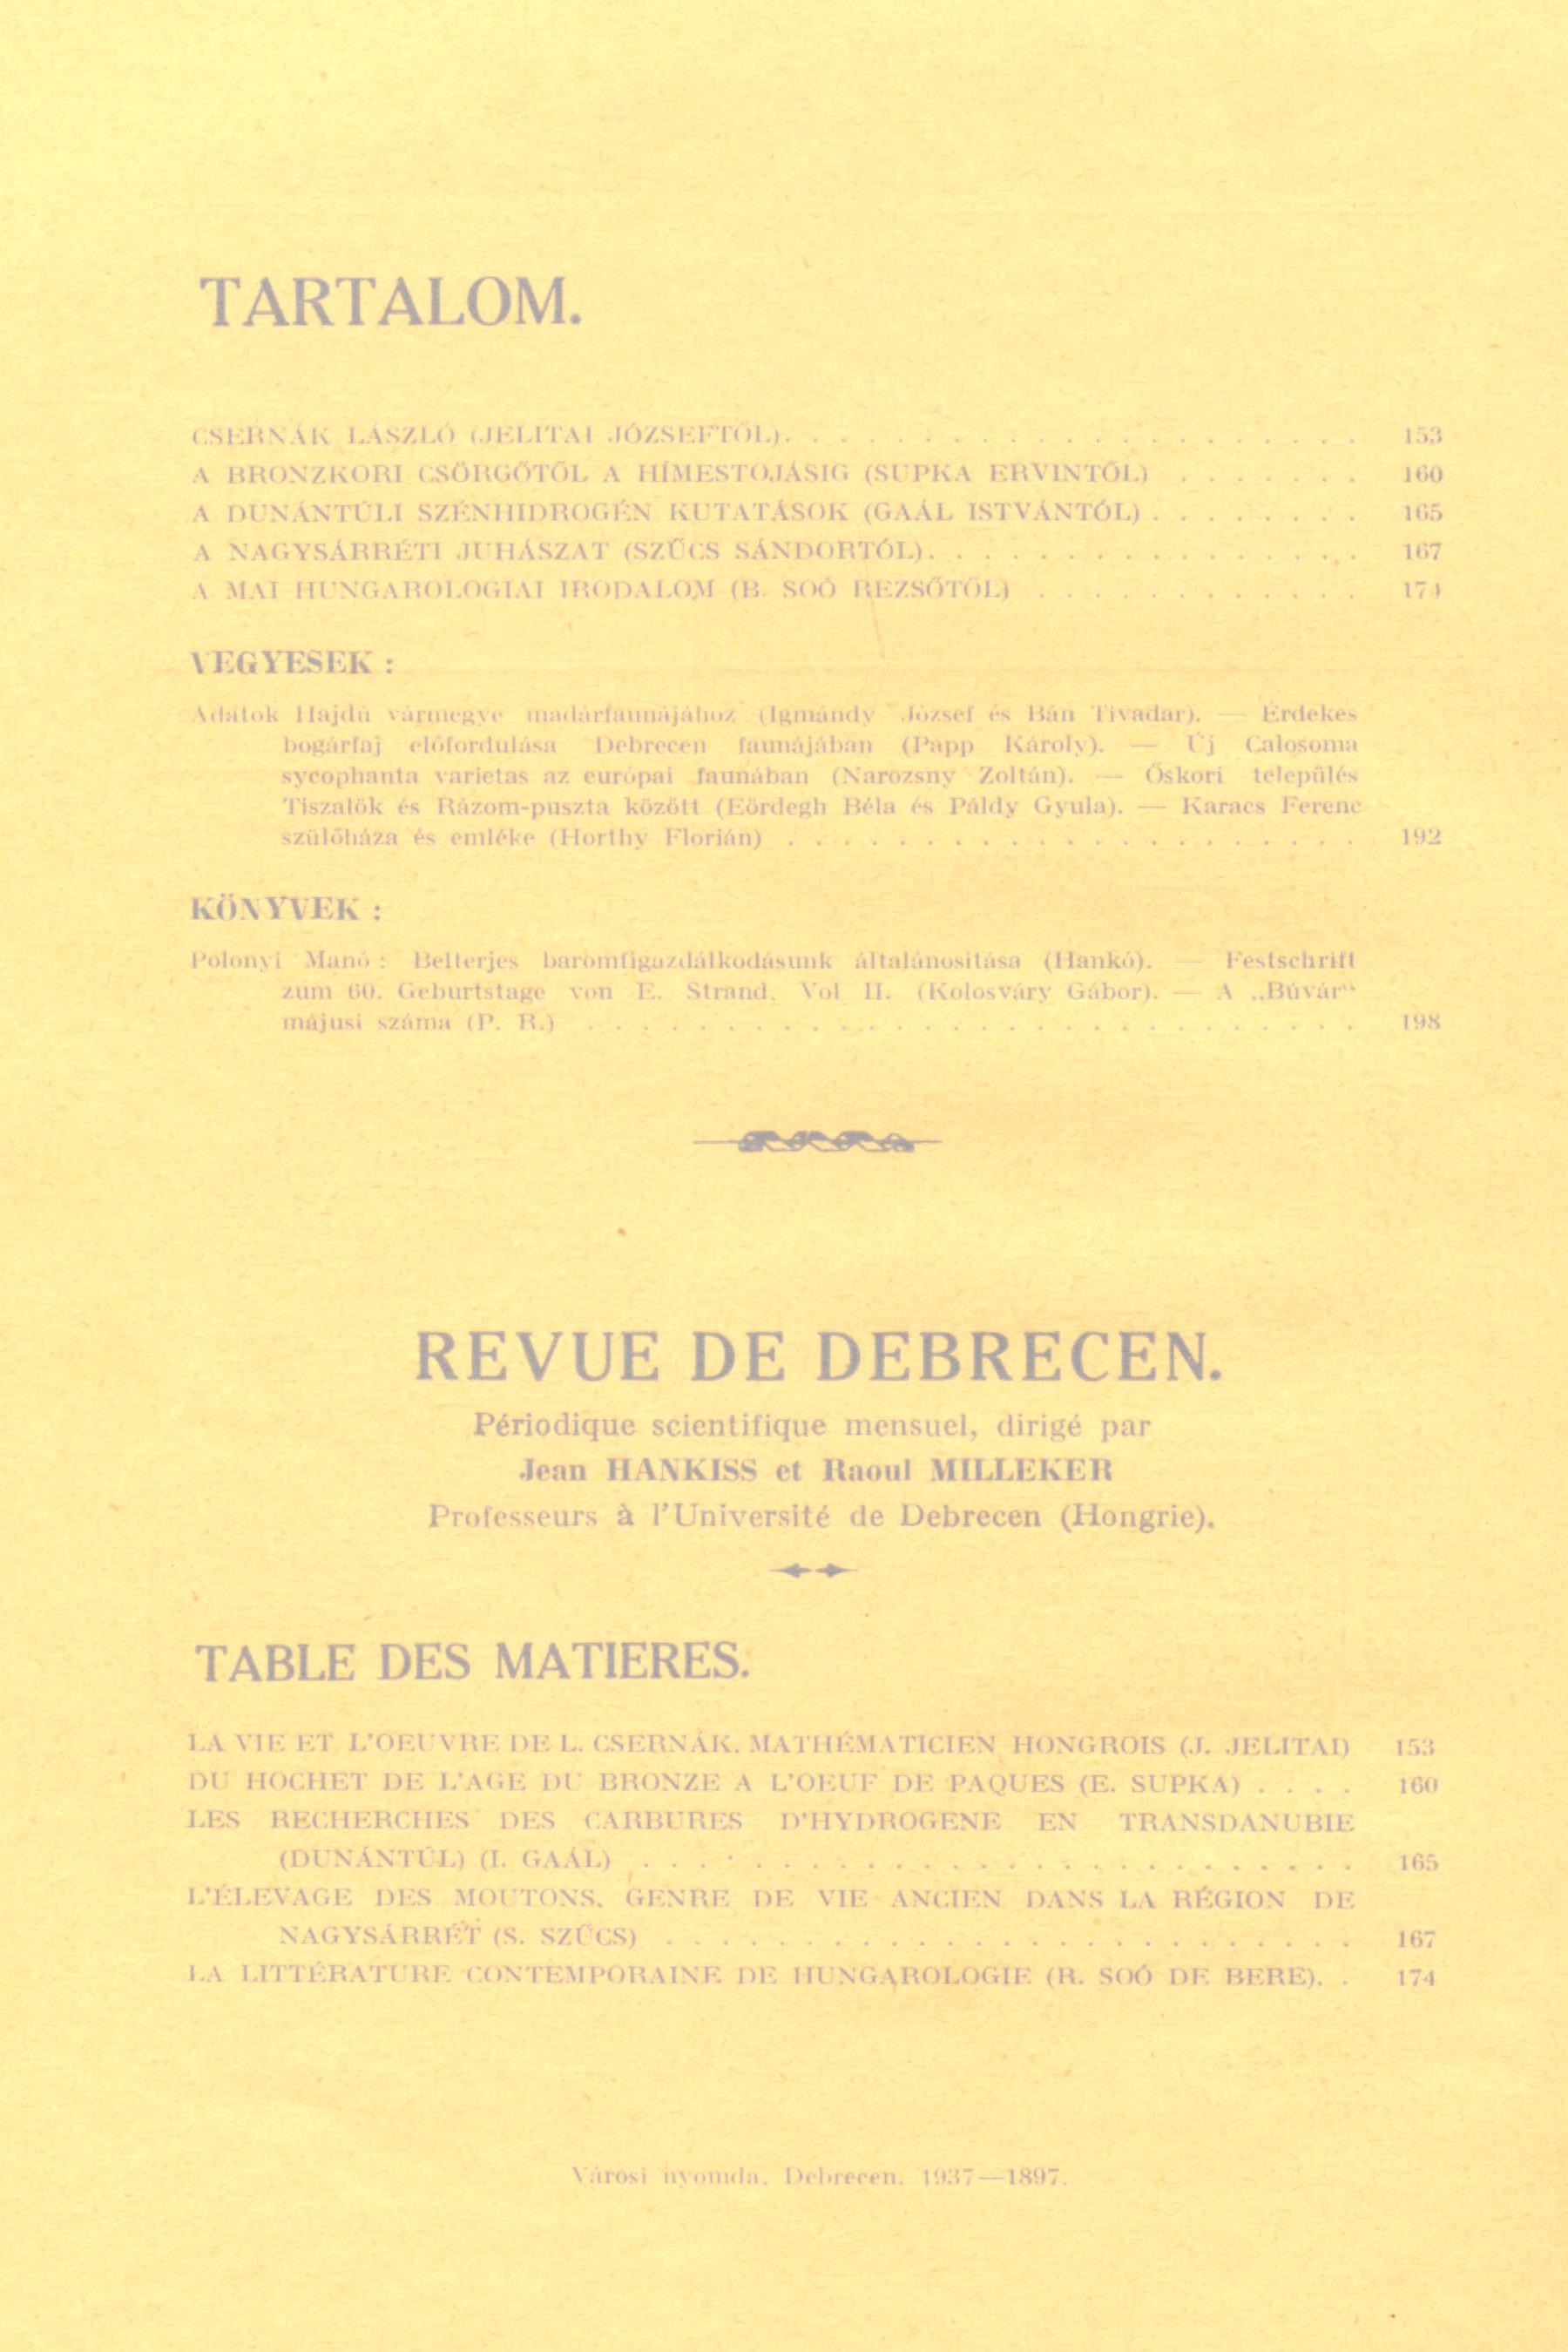 TARTALOM.
CSERNÁK LÁSZLÓ (JELITAI JÓZSEFTŐL). . . . . . . . . . . . . . . . . . . . . 153
A BRONZKORI CSÖRGŐTŐL A HÍMESTOJÁSIG (SUPKA ERVINTŐL) . . . . . . . 160
A DUNÁNTÚLI SZÉNHIDROGÉN KUTATÁSOK (GAÁL ISTVÁNTÓL) . . . . . . . . 165
A NAGYSÁRRÉTI JUHÁSZAT (SZŰCS SÁNDORTÓL). . . . . . . . . . . . . . . . 167
A MAI HUNGAROLOGIAI IRODALOM (B. SOÓ REZSŐTŐL) . . . . . . . . . . . . 174
VEGYESEK :
Adatok Hajdú vármegye madárfaunájához (Igmándy József és Bán Tivadar). — Érdekes
bogárfaj előfordulása Debrecen faunájában (Papp Károly). — Új Calosoma
sycophanta varietas az európai faunában (Narozsny Zoltán). — Őskori település
Tiszalök és Rázom-puszta között (Eördegh Béla és Páldy Gyula). — Karacs Ferenc
szülőháza és emléke (Horthy Flórián) . . . . . . . . . . . . . . . . . . . . . 192
KÖNYVEK :
Polonyi Manó : Belterjes baromfigazdálkodásunk általánositása (Hankó). — Festschrift
zum 60. Geburtstage von E. Strand. Vol II. (Kolosváry Gábor). — A „Búvár“
májusi száma (P. R.) . . . . . . . . . . . . . . . . . . . . . . . . . . . . 198
REVUE DE DEBRECEN.
Périodique scientifique mensuel, dirigé par
Jean HANKISS et Raoul MILLEKER
Professeurs à l'Université de Debrecen (Hongrie).
TABLE DES MATIERES.
LA VIE ET L'OEUVRE DE L. CSERNÁK. MATHÉMATICIEN HONGROIS (J. JELITAI) 153
DU HOCHET DE L'AGE DU BRONZE A L'OEUF DE PAQUES (E. SUPKA) . . . . 160
LES RECHERCHES DES CARBURES D'HYDROGENE EN TRANSDANUBIE
(DUNÁNTÚL) (I. GAÁL) . . . . . . . . . . . . . . . . . . . . . . . . . . 165
L'ÉLEVAGE DES MOUTONS. GENRE DE VIE ANCIEN DANS LA RÉGION DE
NAGYSÁRRÉT (S. SZŰCS) . . . . . . . . . . . . . . . . . . . . . . . . . 167
LA LITTÉRATURE CONTEMPORAINE DE HUNGAROLOGIE (R. SOÓ DE BERE). . 174
Városi nyomda. Debrecen. 1937—1897.